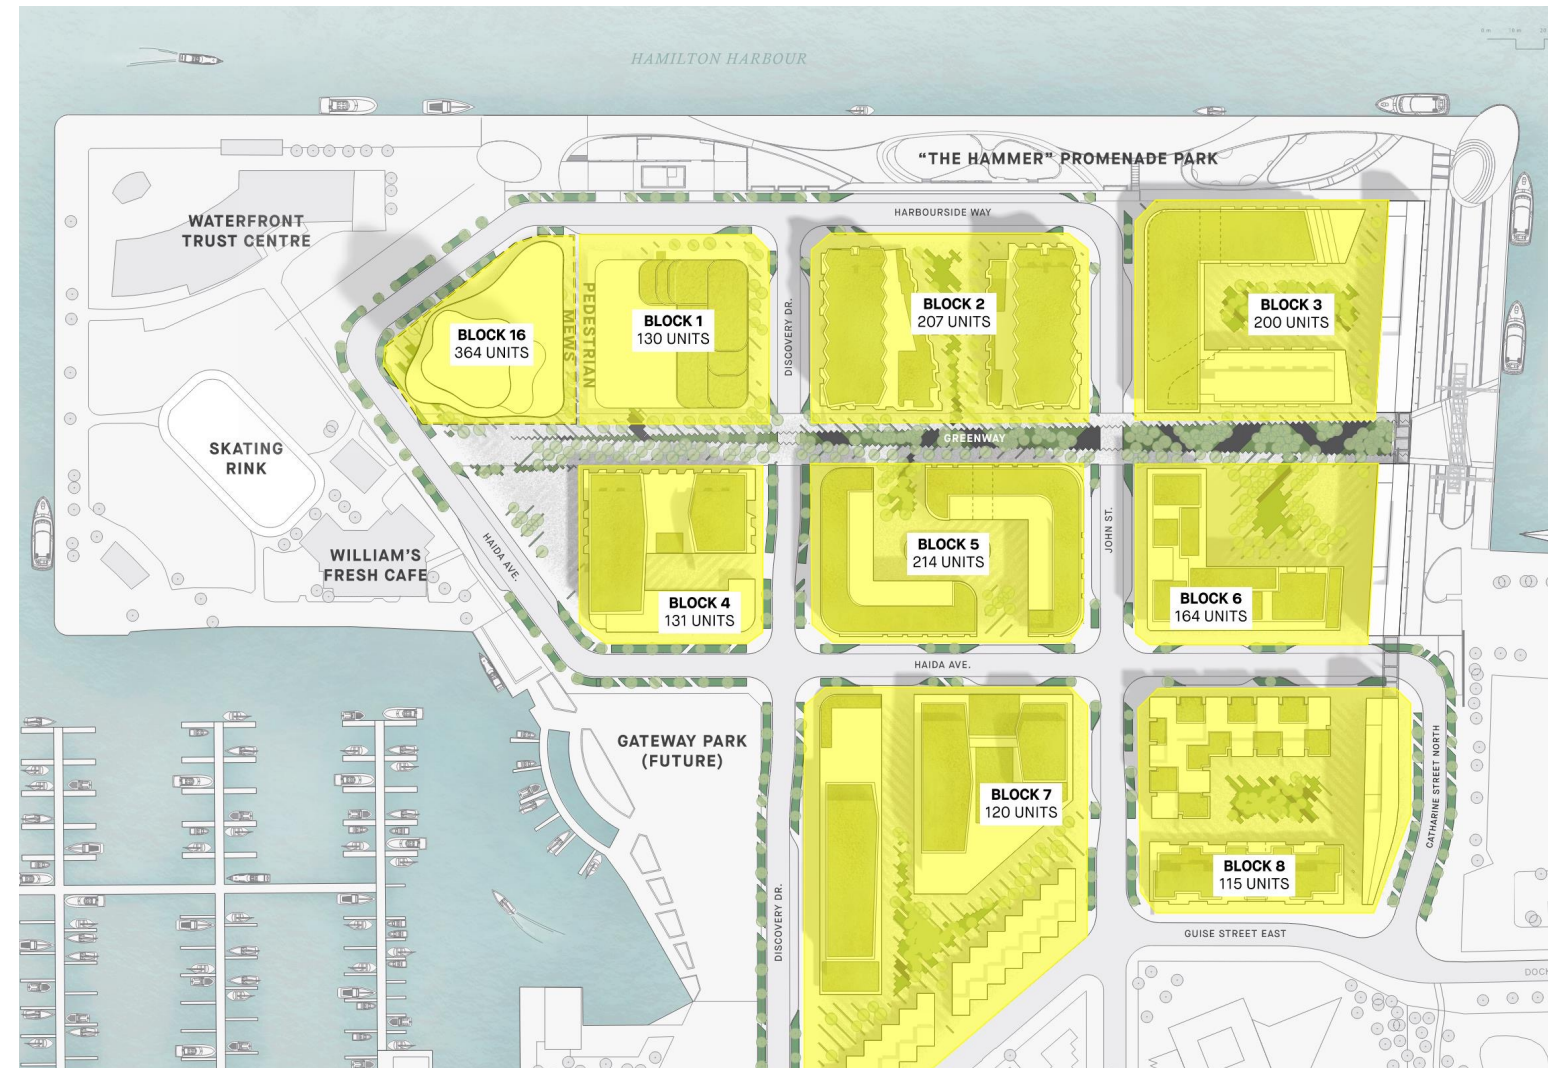 HAMILTON HARBOUR
"THE HAMMER" PROMENADE PARK
WATERFRONT
TRUST CENTRE
HARBOURSIDE WAY
BLOCK 16
364 UNITS
PEDESTRIAN
MEWS
BLOCK 1
130 UNITS
DISCOVERY DR.
BLOCK 2
207 UNITS
BLOCK 3
200 UNITS
GREENWAY
SKATING
RINK
WILLIAM'S
FRESH CAFE
HAIDA AVE.
BLOCK 4
131 UNITS
BLOCK 5
214 UNITS
JOHN ST.
BLOCK 6
164 UNITS
HAIDA AVE.
GATEWAY PARK
(FUTURE)
BLOCK 7
120 UNITS
CATHARINE STREET NORTH
BLOCK 8
115 UNITS
DISCOVERY DR.
GUISE STREET EAST
DOCK